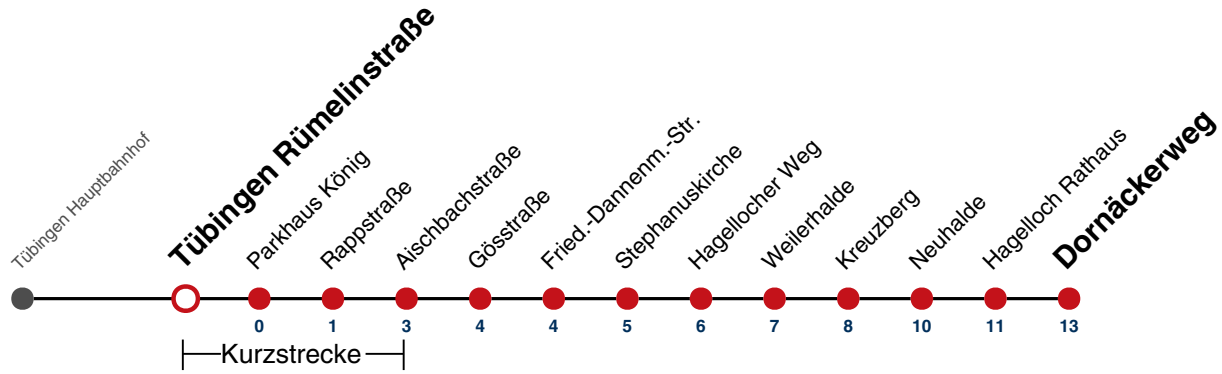 Tübingen Hauptbahnhof
Tübingen Rümelinstraße
Parkhaus König
Rappstraße
Aischbachstraße
Gösstraße
Fried.-Dannenm.-Str.
Stephanuskirche
Hagellocher Weg
Weilerhalde
Kreuzberg
Neuhalde
Hagelloch Rathaus
Dornäckerweg
0 1 3 4 4 5 6 7 8 10 11 13
Kurzstrecke